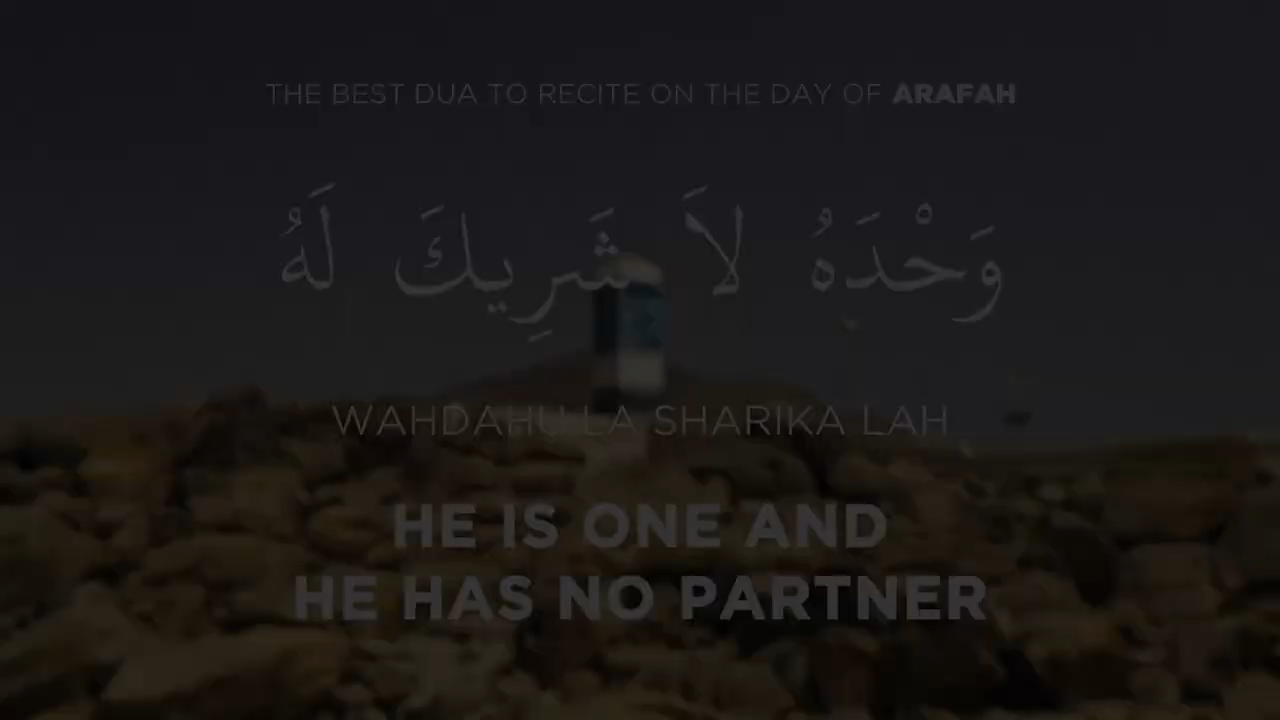 THE BEST DUA TO RECITE ON THE DAY OF ARAFAH
وَحْدَهُ لاَ شَرِيكَ لَهُ
WAHDAHU LA SHARIKA LAH
HE IS ONE AND
HE HAS NO PARTNER